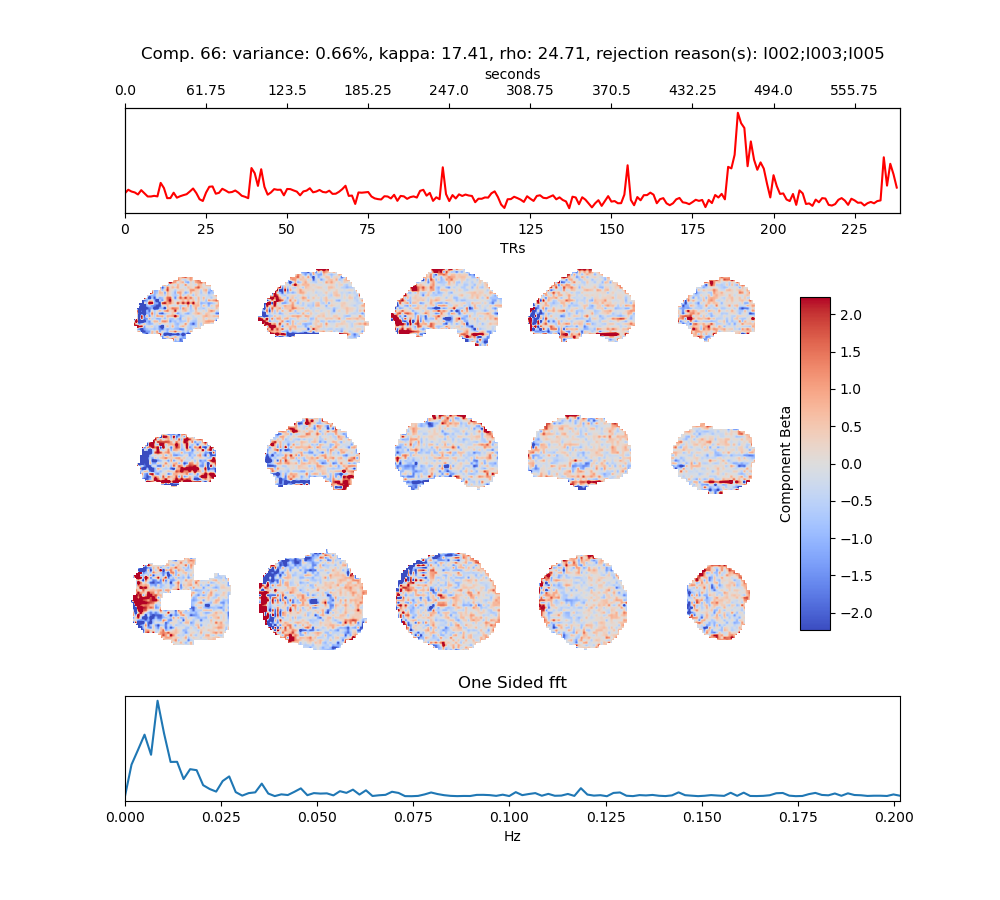 Comp. 66: variance: 0.66%, kappa: 17.41, rho: 24.71, rejection reason(s): I002;I003;I005
seconds
0.0 61.75 123.5 185.25 247.0 308.75 370.5 432.25 494.0 555.75
0 25 50 75 100 125 150 175 200 225
TRs
2.0
1.5
1.0
0.5
0.0
−0.5
−1.0
−1.5
−2.0
Component Beta
One Sided fft
0.000 0.025 0.050 0.075 0.100 0.125 0.150 0.175 0.200
Hz